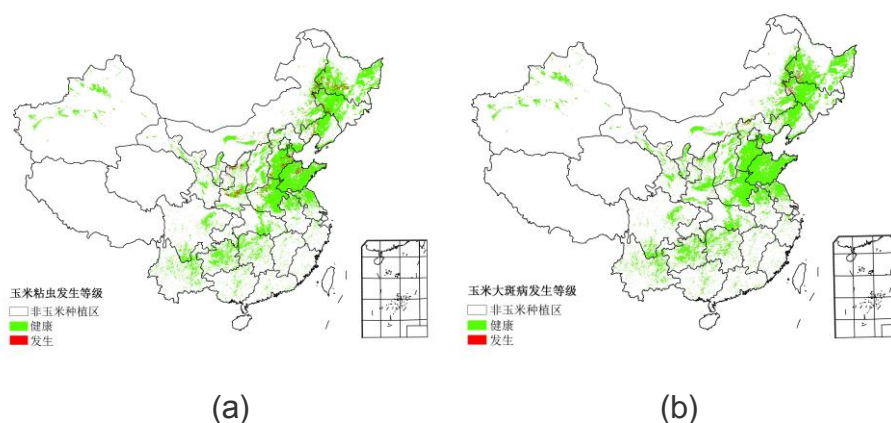 玉米粘虫发生等级
非玉米种植区
健康
发生
玉米大斑病发生等级
非玉米种植区
健康
发生
(a)
(b)